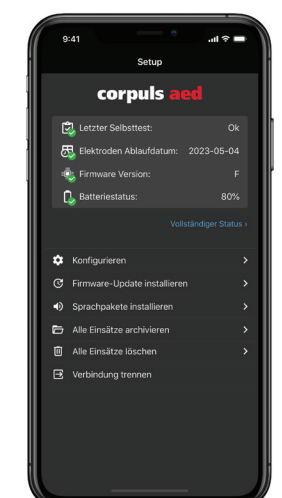 9:41
Setup
corpuls aed
Letzter Selbsttest: Ok
Elektroden Ablaufdatum: 2023-05-04
Firmware Version: F
Batteriestatus: 80%
Vollständiger Status ›
Konfigurieren
Firmware-Update installieren
Sprachpakete installieren
Alle Einsätze archivieren
Alle Einsätze löschen
Verbindung trennen